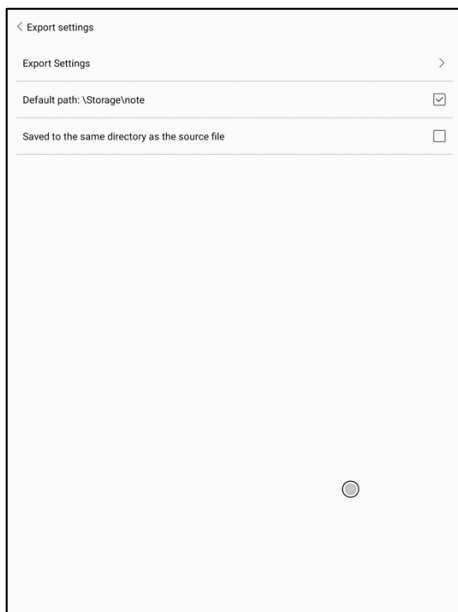 Export settings
Export Settings
Default path: \Storage\note
Saved to the same directory as the source file